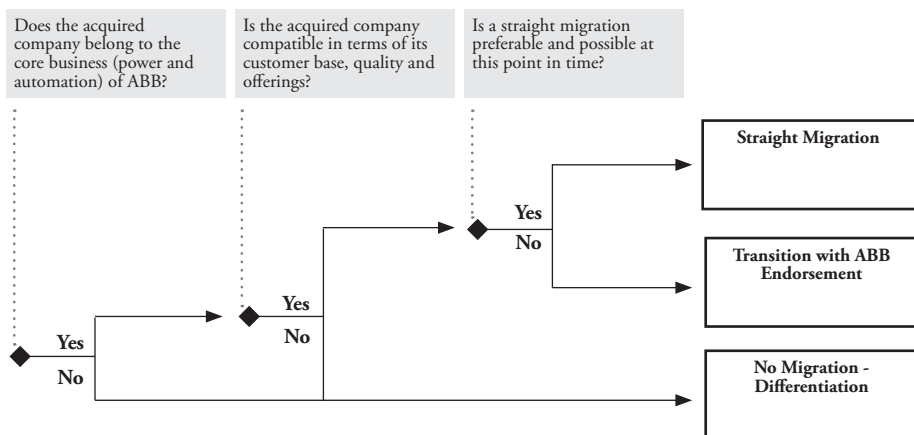 Does the acquired
company belong to the
core business (power and
automation) of ABB?
Is the acquired company
compatible in terms of its
customer base, quality and
offerings?
Is a straight migration
preferable and possible at
this point in time?
Straight Migration
Yes
No
Transition with ABB
Endorsement
Yes
No
Yes
No
No Migration -
Differentiation